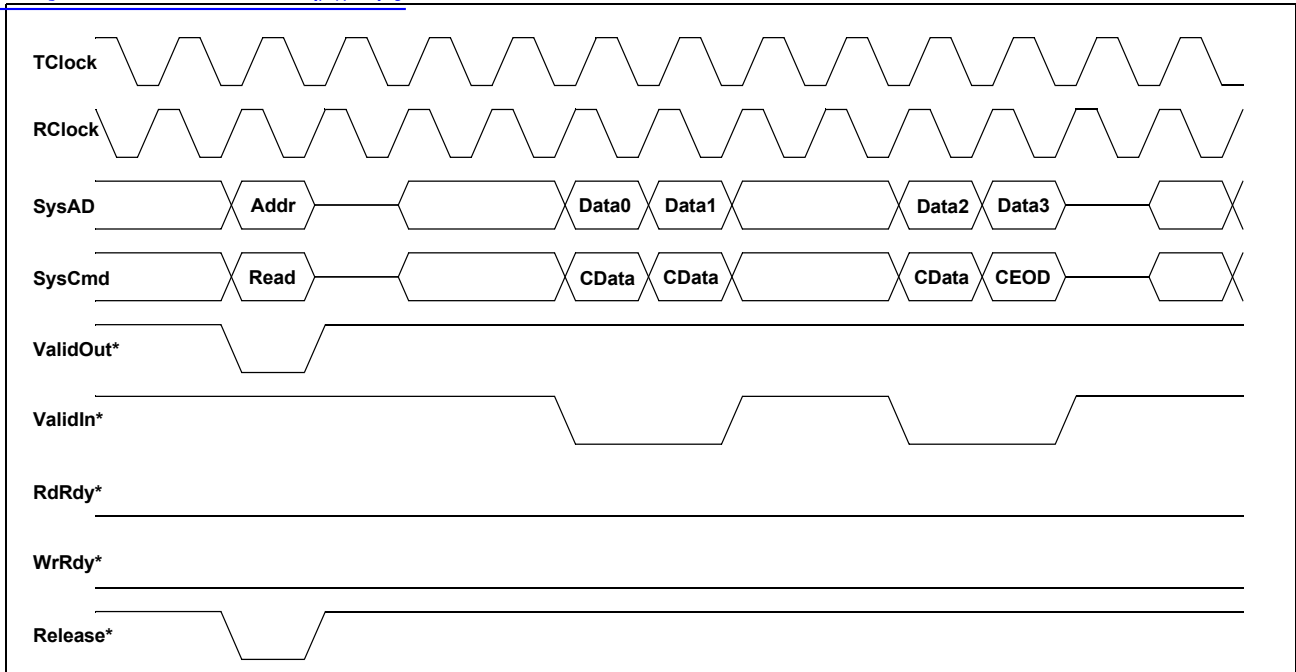 TClock
RClock
SysAD Addr Data0 Data1 Data2 Data3
SysCmd Read CData CData CData CEOD
ValidOut*
ValidIn*
RdRdy*
WrRdy*
Release*